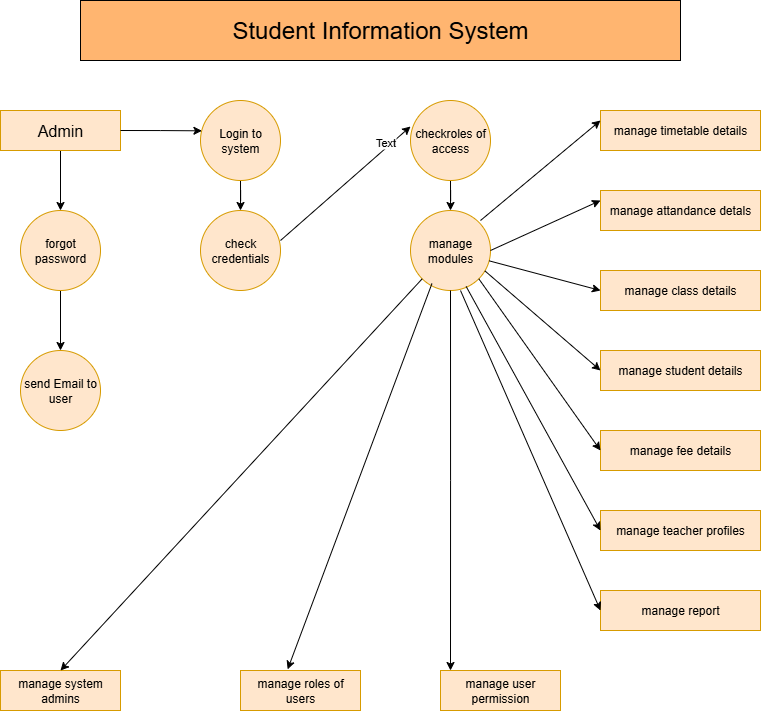 Student Information System
Admin
Login to
system
Text
checkroles of
access
manage timetable details
manage attandance detals
forgot
password
check
credentials
manage
modules
manage class details
send Email to
user
manage student details
manage fee details
manage teacher profiles
manage report
manage system
admins
manage roles of
users
manage user
permission